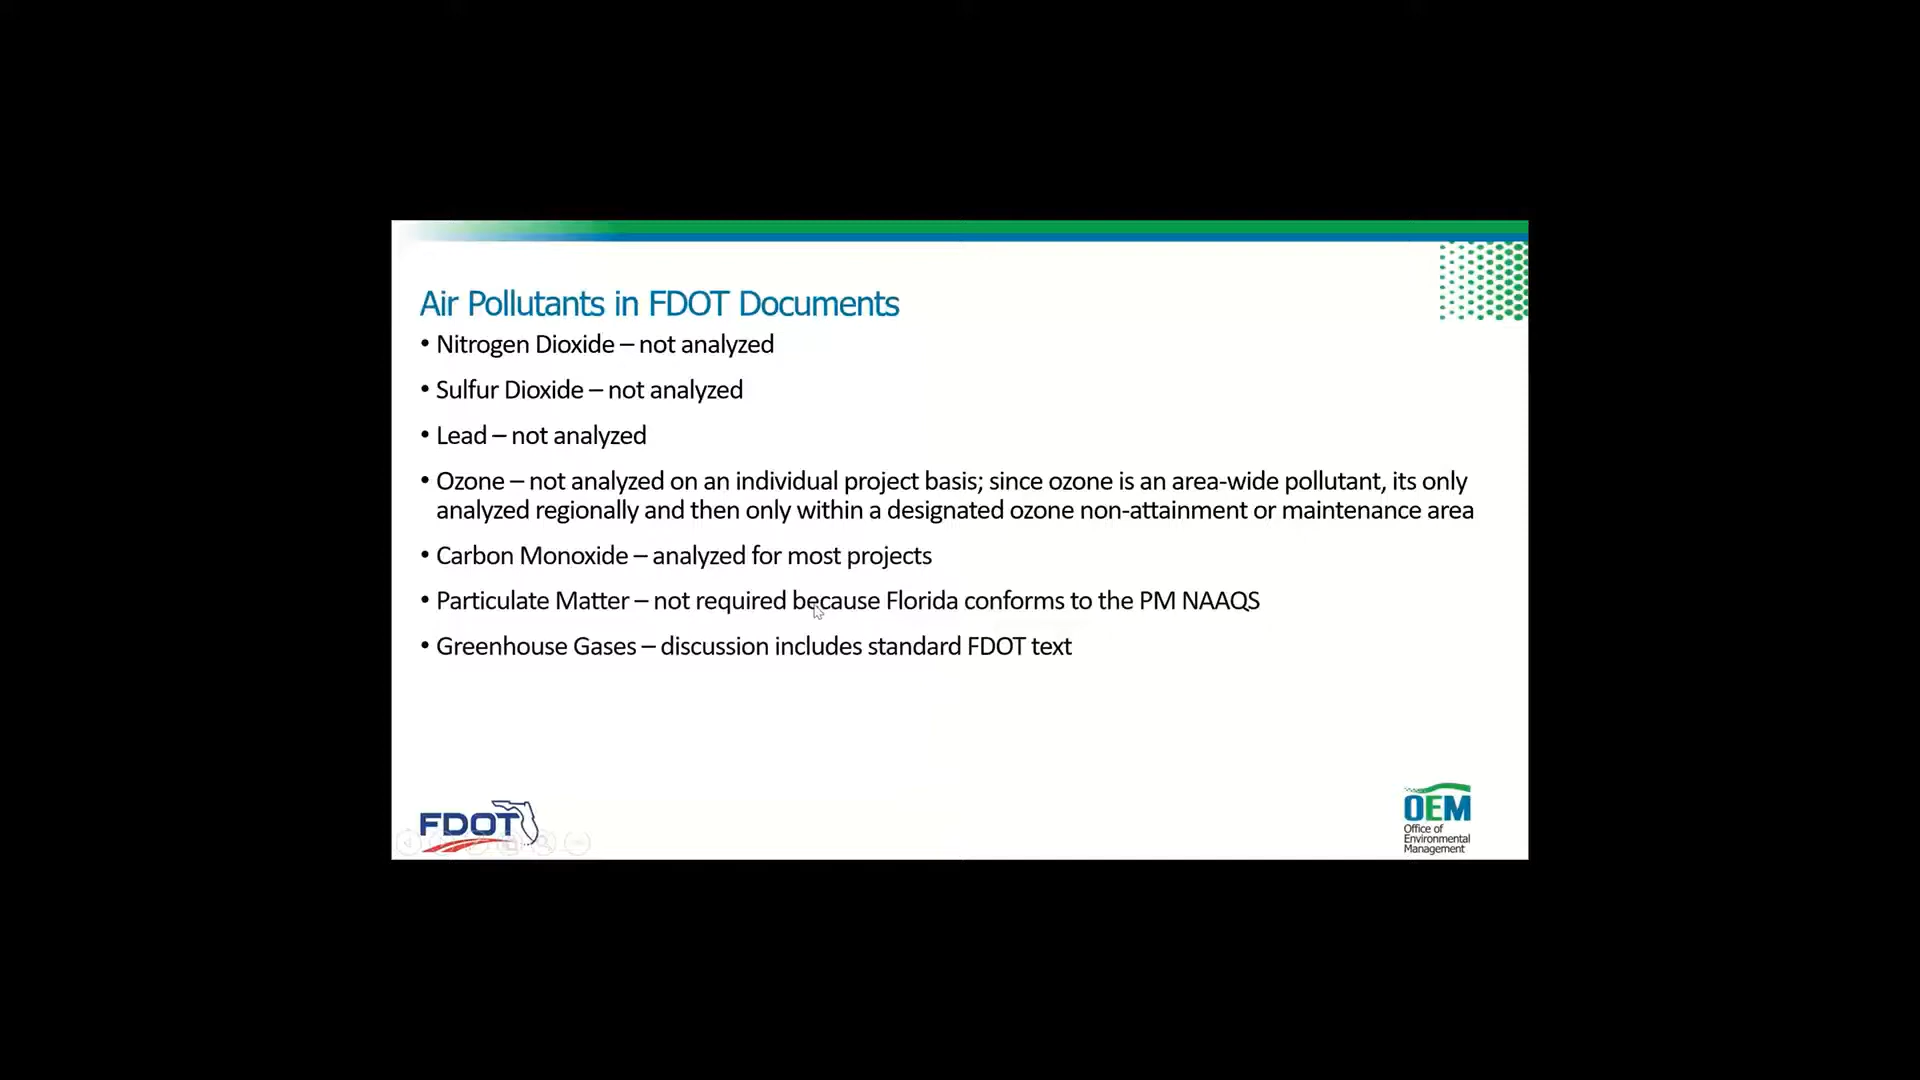 Air Pollutants in FDOT Documents
• Nitrogen Dioxide – not analyzed
• Sulfur Dioxide – not analyzed
• Lead – not analyzed
• Ozone – not analyzed on an individual project basis; since ozone is an area-wide pollutant, its only
analyzed regionally and then only within a designated ozone non-attainment or maintenance area
• Carbon Monoxide – analyzed for most projects
• Particulate Matter – not required because Florida conforms to the PM NAAQS
• Greenhouse Gases – discussion includes standard FDOT text
FDOT
OEM
Office of
Environmental
Management